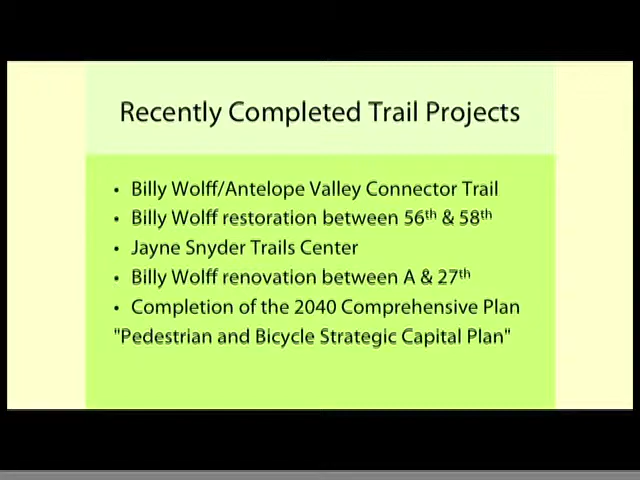 Recently Completed Trail Projects
• Billy Wolff/Antelope Valley Connector Trail
• Billy Wolff restoration between 56th & 58th
• Jayne Snyder Trails Center
• Billy Wolff renovation between A & 27th
• Completion of the 2040 Comprehensive Plan
"Pedestrian and Bicycle Strategic Capital Plan"